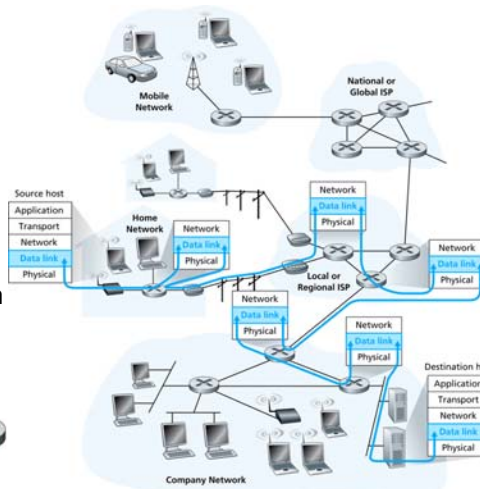 Mobile
Network
National or
Global ISP
Source host
Application
Transport
Network
Data link
Physical
Home
Network
Network
Data link
Physical
Network
Data link
Physical
Local or
Regional ISP
Network
Data link
Physical
Network
Data link
Physical
Network
Data link
Physical
Destination h
Application
Transport
Network
Data link
Physical
Company Network